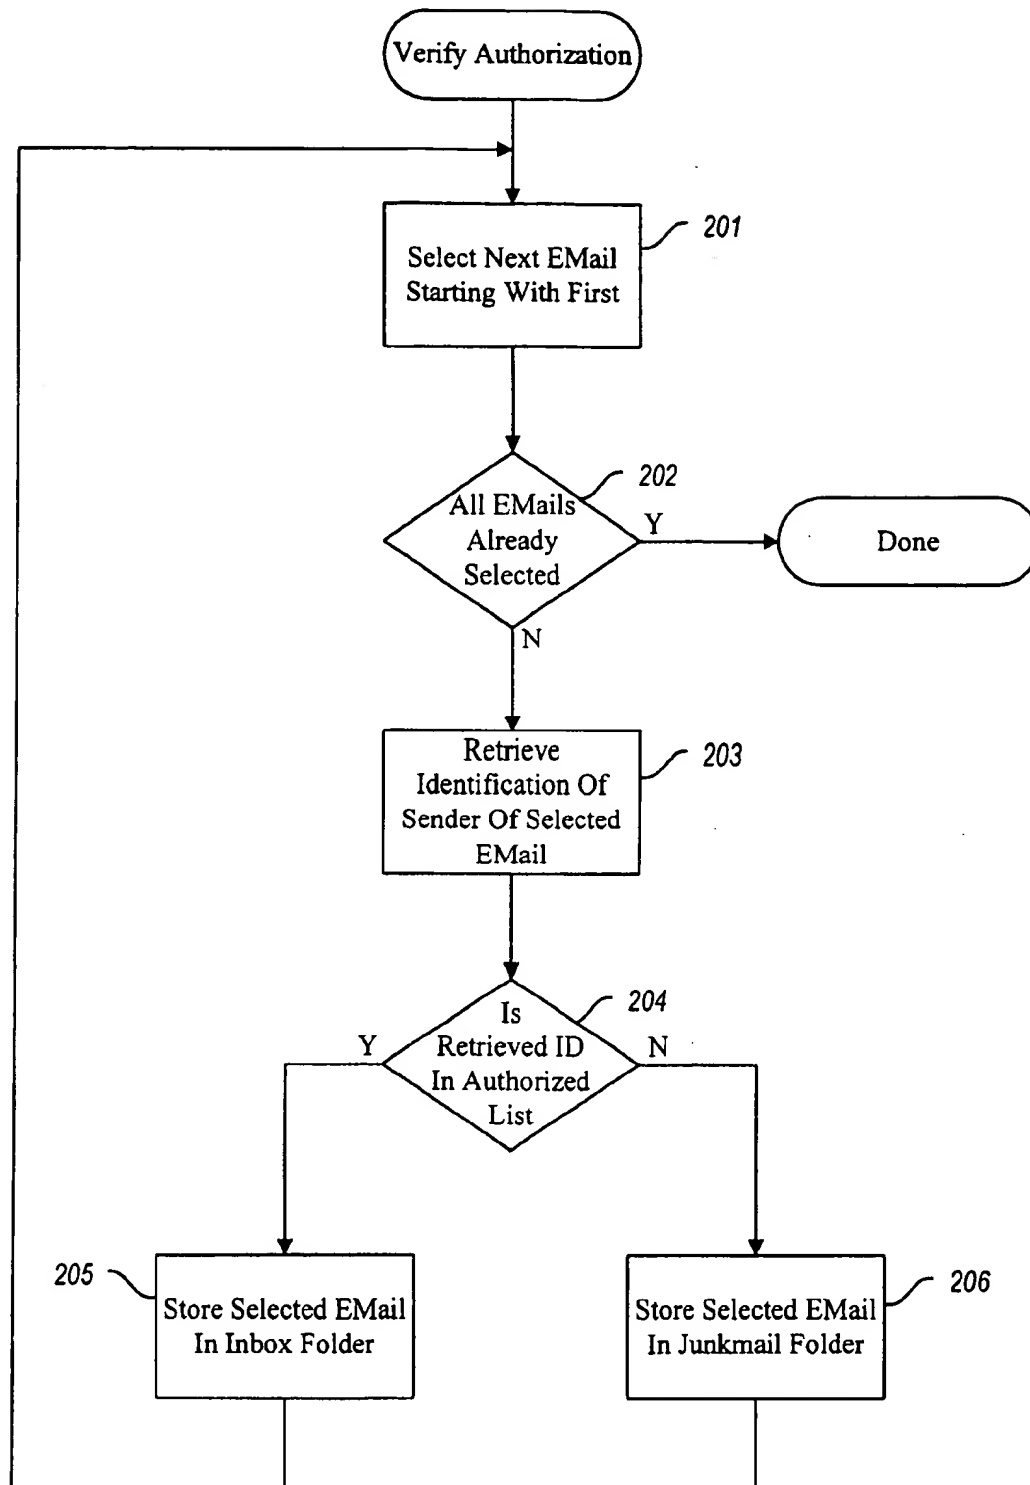 Verify Authorization
201
Select Next EMail
Starting With First
202
All EMails
Already
Selected
Y
Done
N
203
Retrieve
Identification Of
Sender Of Selected
EMail
204
Is
Retrieved ID
In Authorized
List
Y
N
205
Store Selected EMail
In Inbox Folder
206
Store Selected EMail
In Junkmail Folder